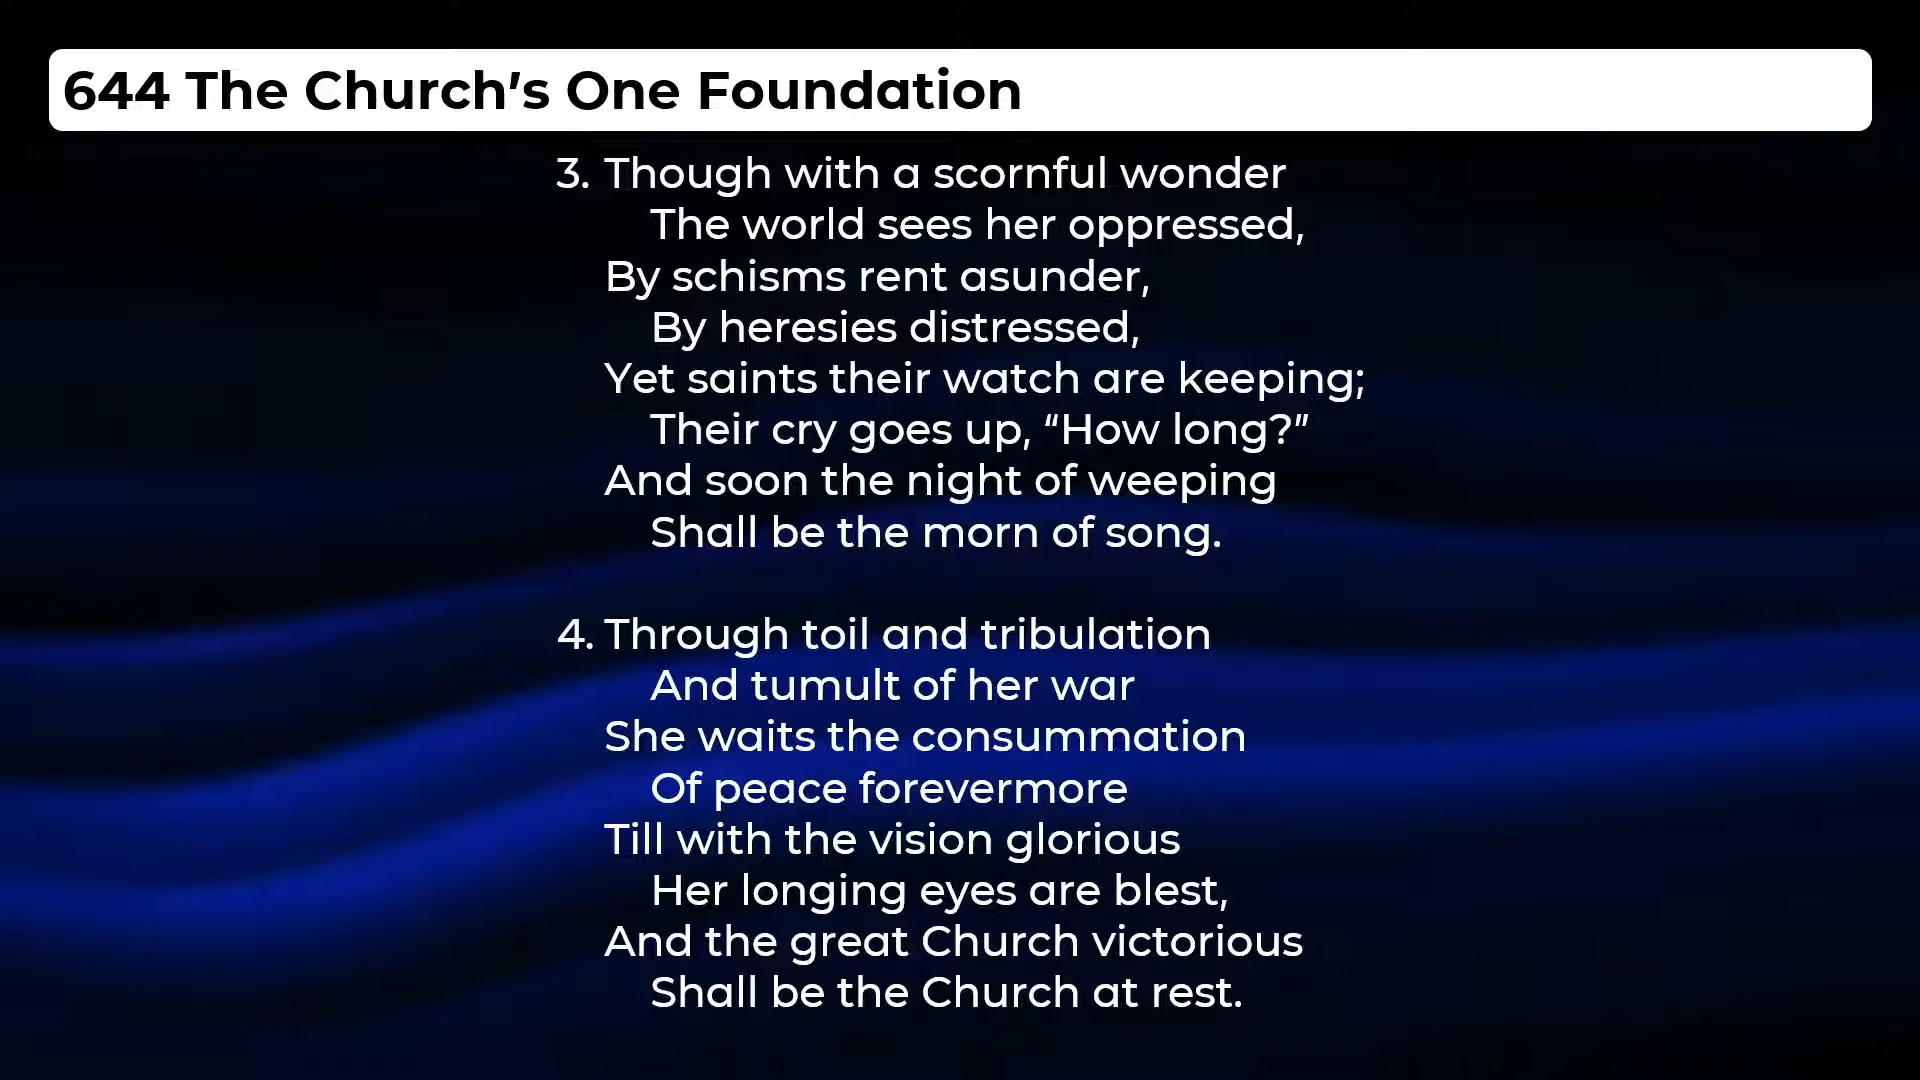 644 The Church's One Foundation
3. Though with a scornful wonder
The world sees her oppressed,
By schisms rent asunder,
By heresies distressed,
Yet saints their watch are keeping;
Their cry goes up, “How long?”
And soon the night of weeping
Shall be the morn of song.
4. Through toil and tribulation
And tumult of her war
She waits the consummation
Of peace forevermore
Till with the vision glorious
Her longing eyes are blest,
And the great Church victorious
Shall be the Church at rest.